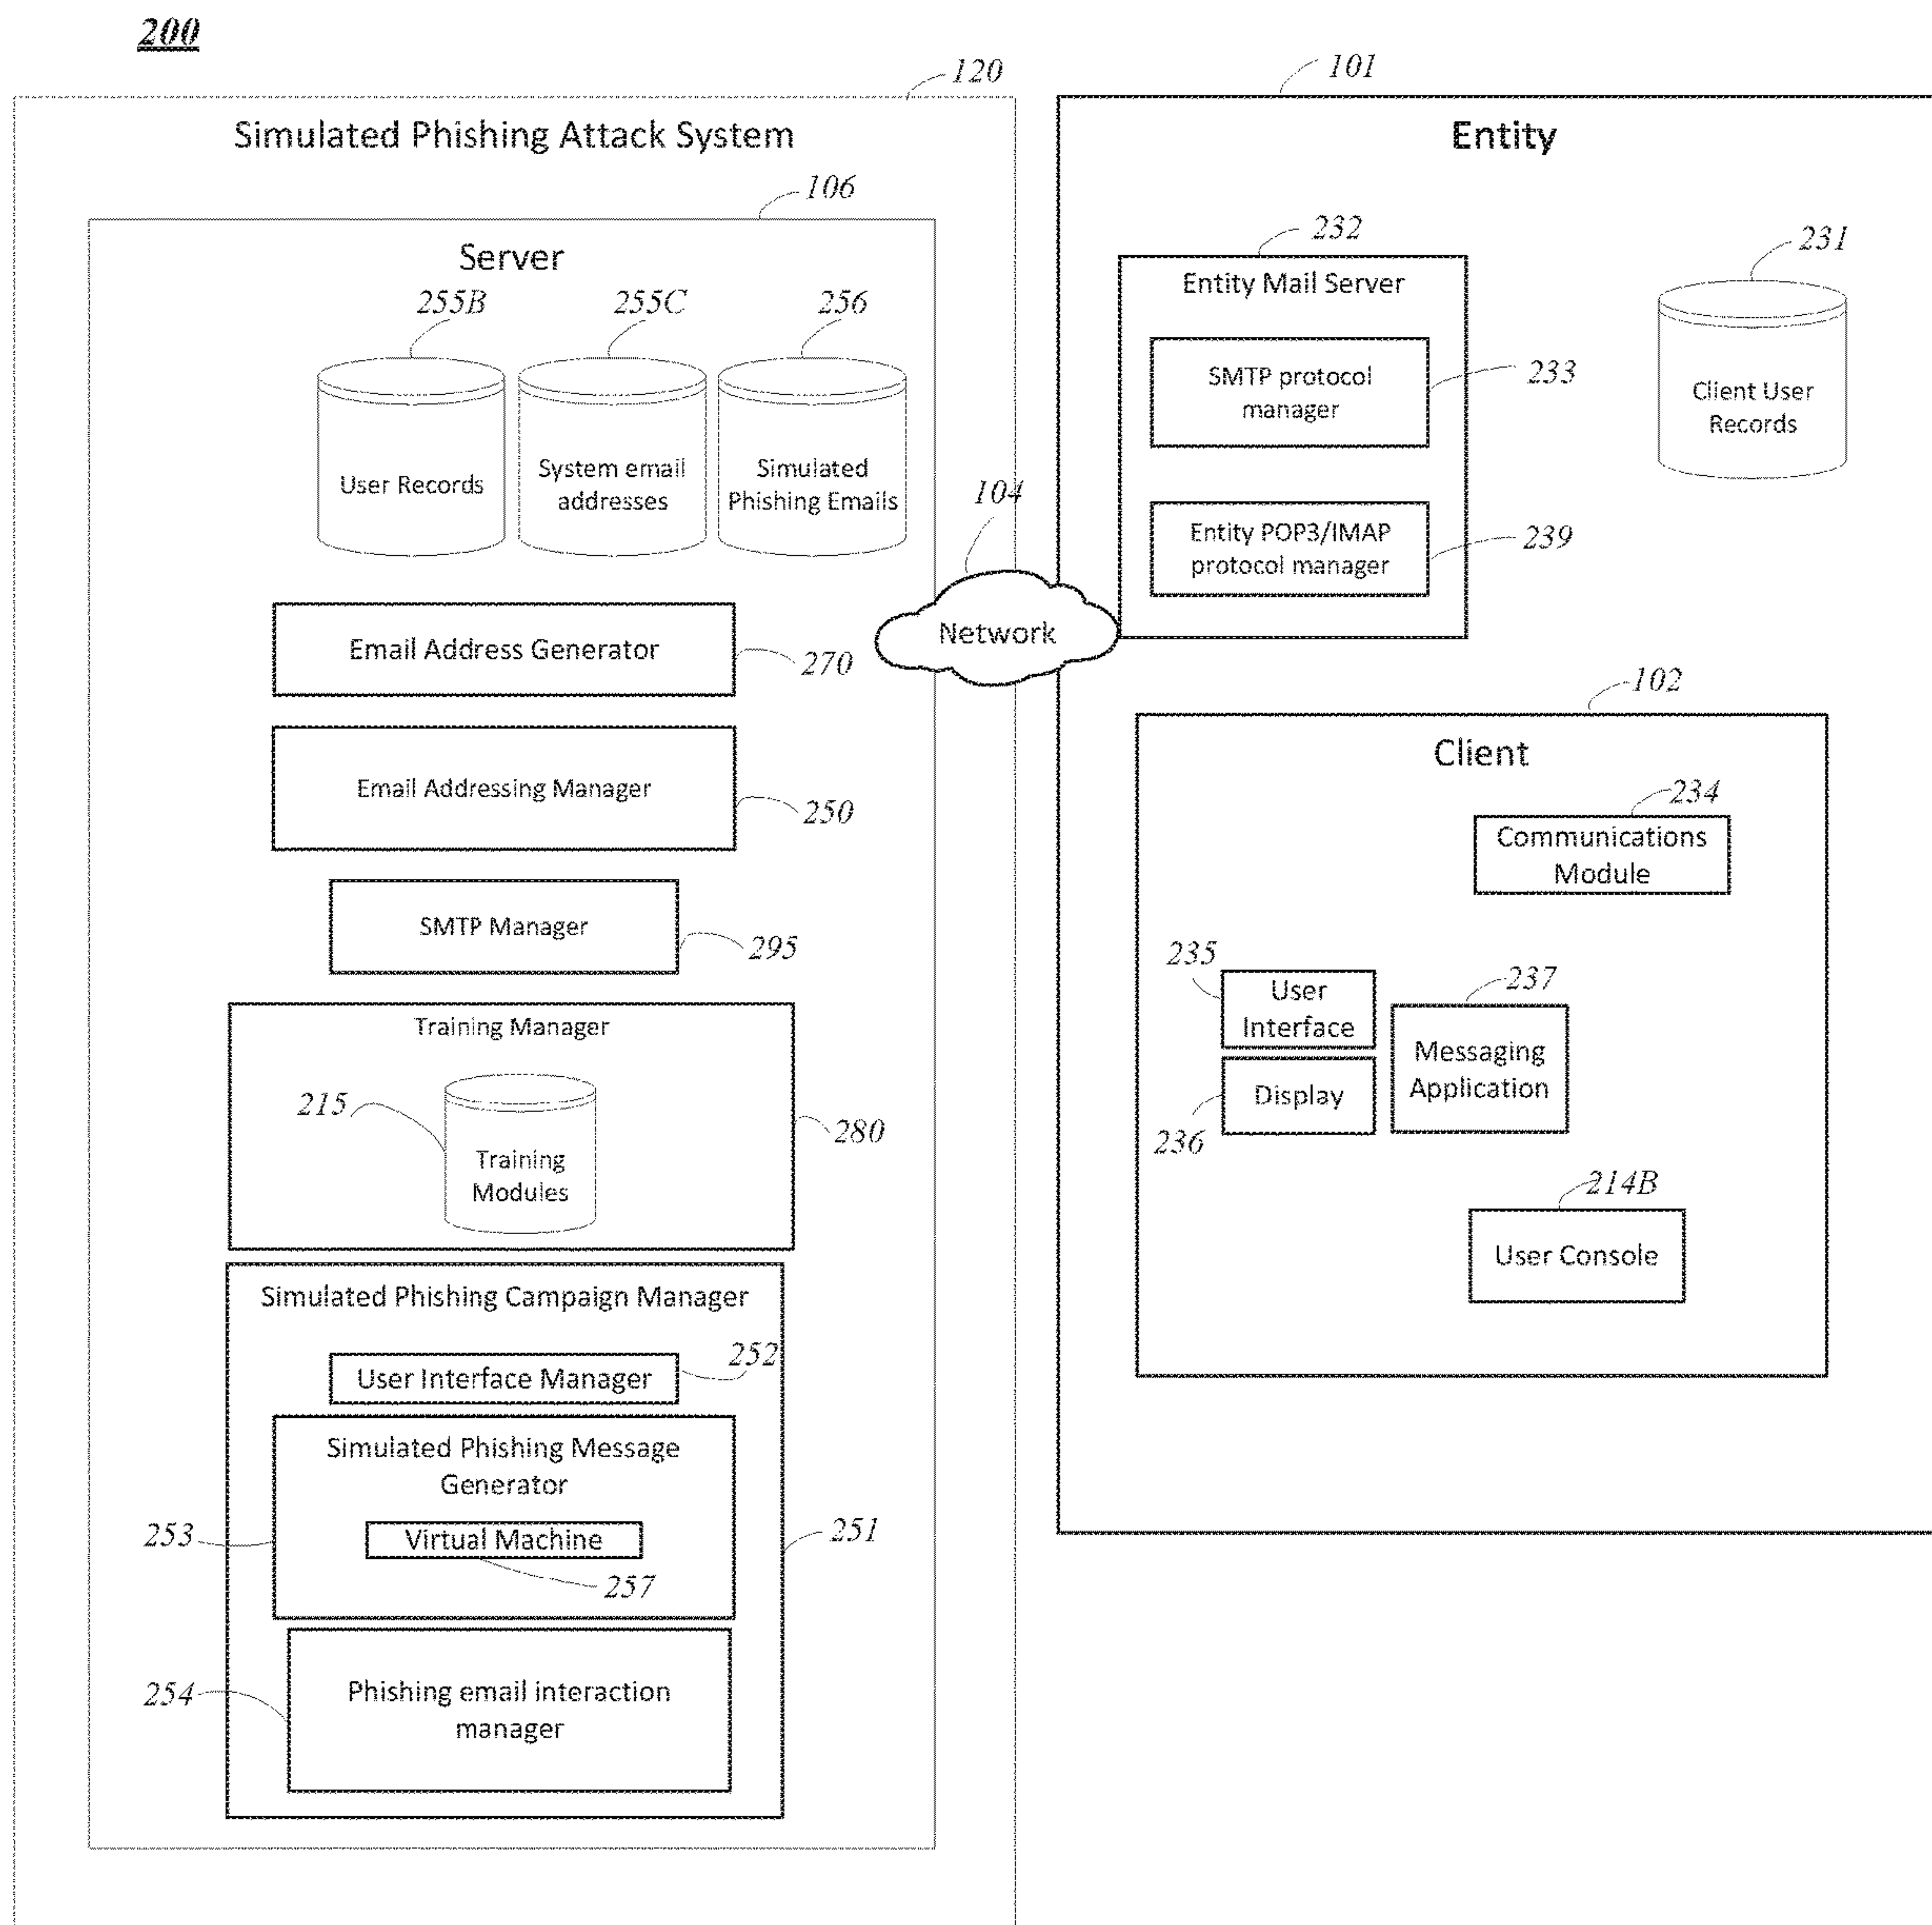 200
120
101
Simulated Phishing Attack System
Entity
106
Server
232
231
255B
255C
256
Entity Mail Server
SMTP protocol
manager
233
Client User
Records
User Records
System email
addresses
Simulated
Phishing Emails
104
Entity POP3/IMAP
protocol manager
239
Network
Email Address Generator
270
102
Client
Email Addressing Manager
250
234
Communications
Module
SMTP Manager
295
235
User
Interface
237
Messaging
Application
Display
236
Training Manager
215
280
Training
Modules
214B
User Console
Simulated Phishing Campaign Manager
252
User Interface Manager
Simulated Phishing Message
Generator
253
Virtual Machine
251
257
254
Phishing email interaction
manager